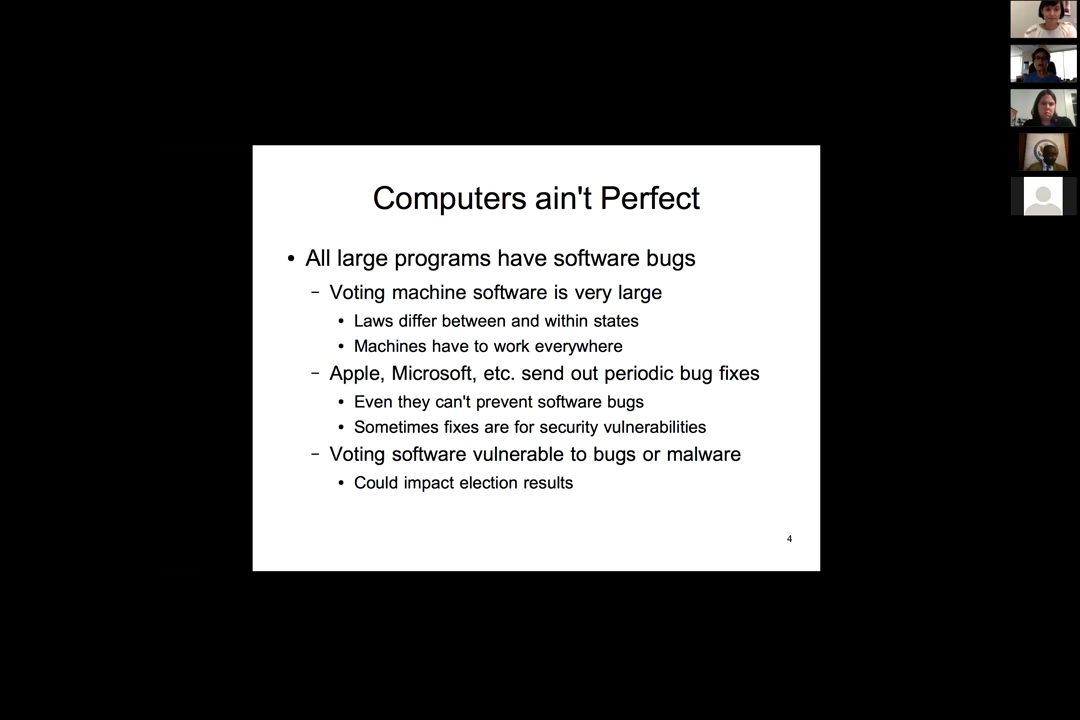 Computers ain't Perfect
• All large programs have software bugs
– Voting machine software is very large
• Laws differ between and within states
• Machines have to work everywhere
– Apple, Microsoft, etc. send out periodic bug fixes
• Even they can't prevent software bugs
• Sometimes fixes are for security vulnerabilities
– Voting software vulnerable to bugs or malware
• Could impact election results
4